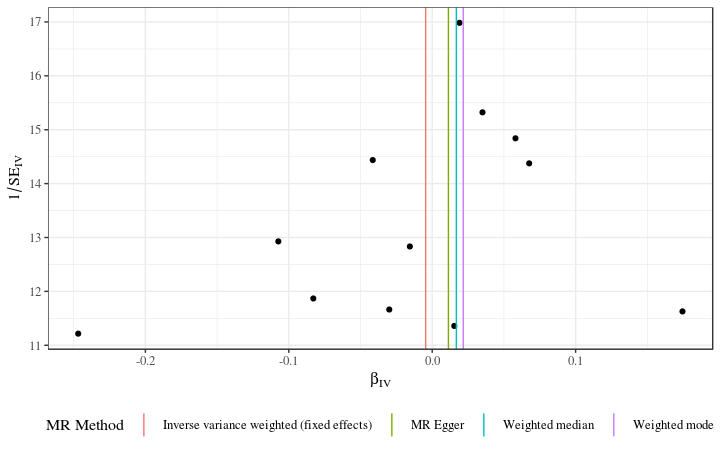 17
16
15
14
13
12
11
1/SE_IV
-0.2
-0.1
0.0
0.1
β_IV
MR Method
Inverse variance weighted (fixed effects)
MR Egger
Weighted median
Weighted mode